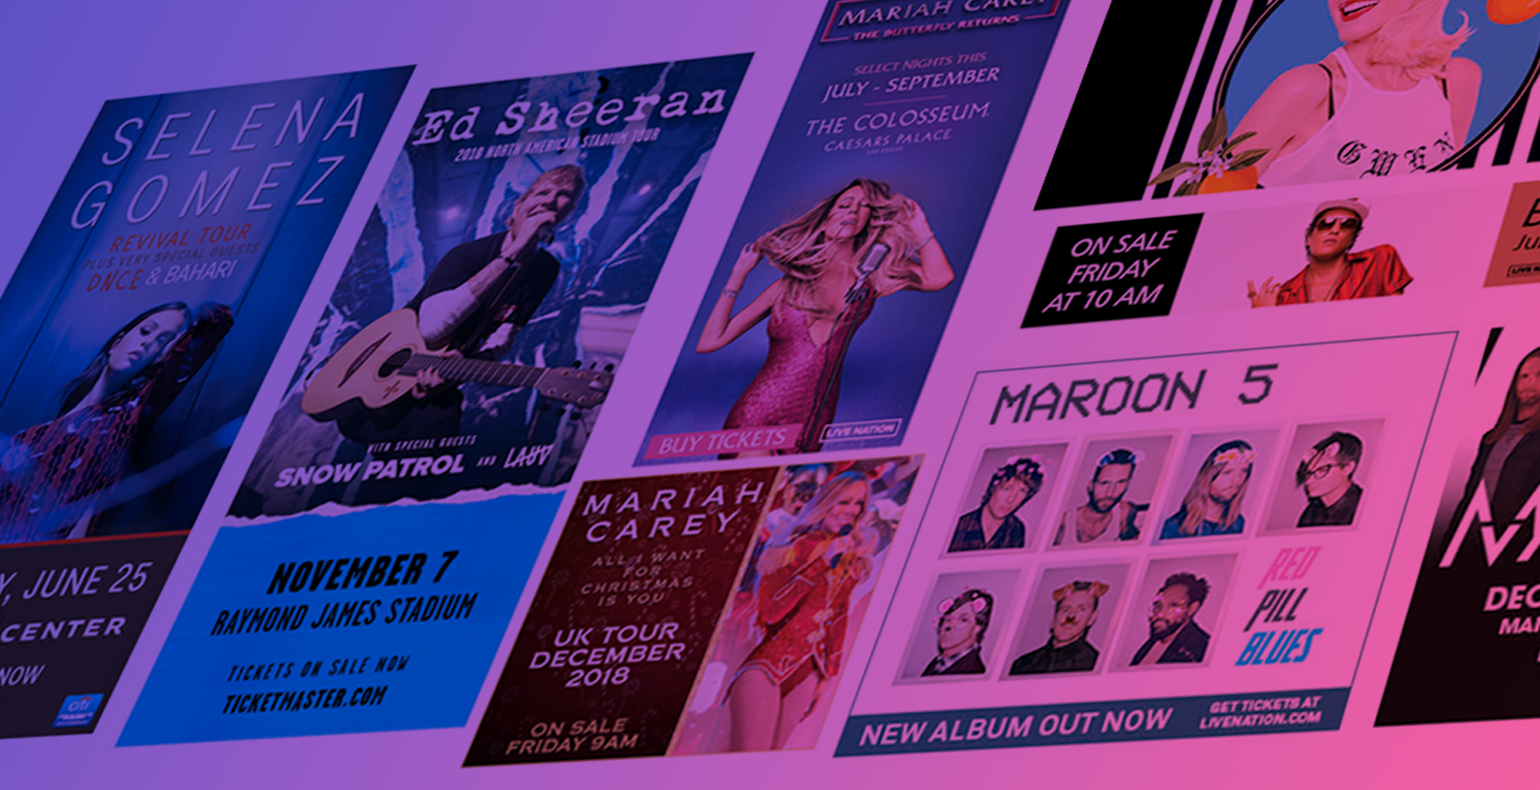 SELENA
GOMEZ
REVIVAL TOUR
PLUS VERY SPECIAL GUESTS
DNCE & BAHARI
Y, JUNE 25
CENTER
NOW
citi
Ed Sheeran
2018 NORTH AMERICAN STADIUM TOUR
WITH SPECIAL GUESTS
SNOW PATROL AND LAUV
NOVEMBER 7
RAYMOND JAMES STADIUM
TICKETS ON SALE NOW
TICKETMASTER.COM
MARIAH CAREY
THE BUTTERFLY RETURNS
SELECT NIGHTS THIS
JULY - SEPTEMBER
THE COLOSSEUM
CAESARS PALACE
LAS VEGAS
BUY TICKETS
LIVE NATION
MARIAH
CAREY
ALL I WANT
FOR
CHRISTMAS
IS YOU
UK TOUR
DECEMBER
2018
ON SALE
FRIDAY 9AM
ON SALE
FRIDAY
AT 10 AM
MAROON 5
RED
PILL
BLUES
NEW ALBUM OUT NOW
GET TICKETS AT
LIVENATION.COM